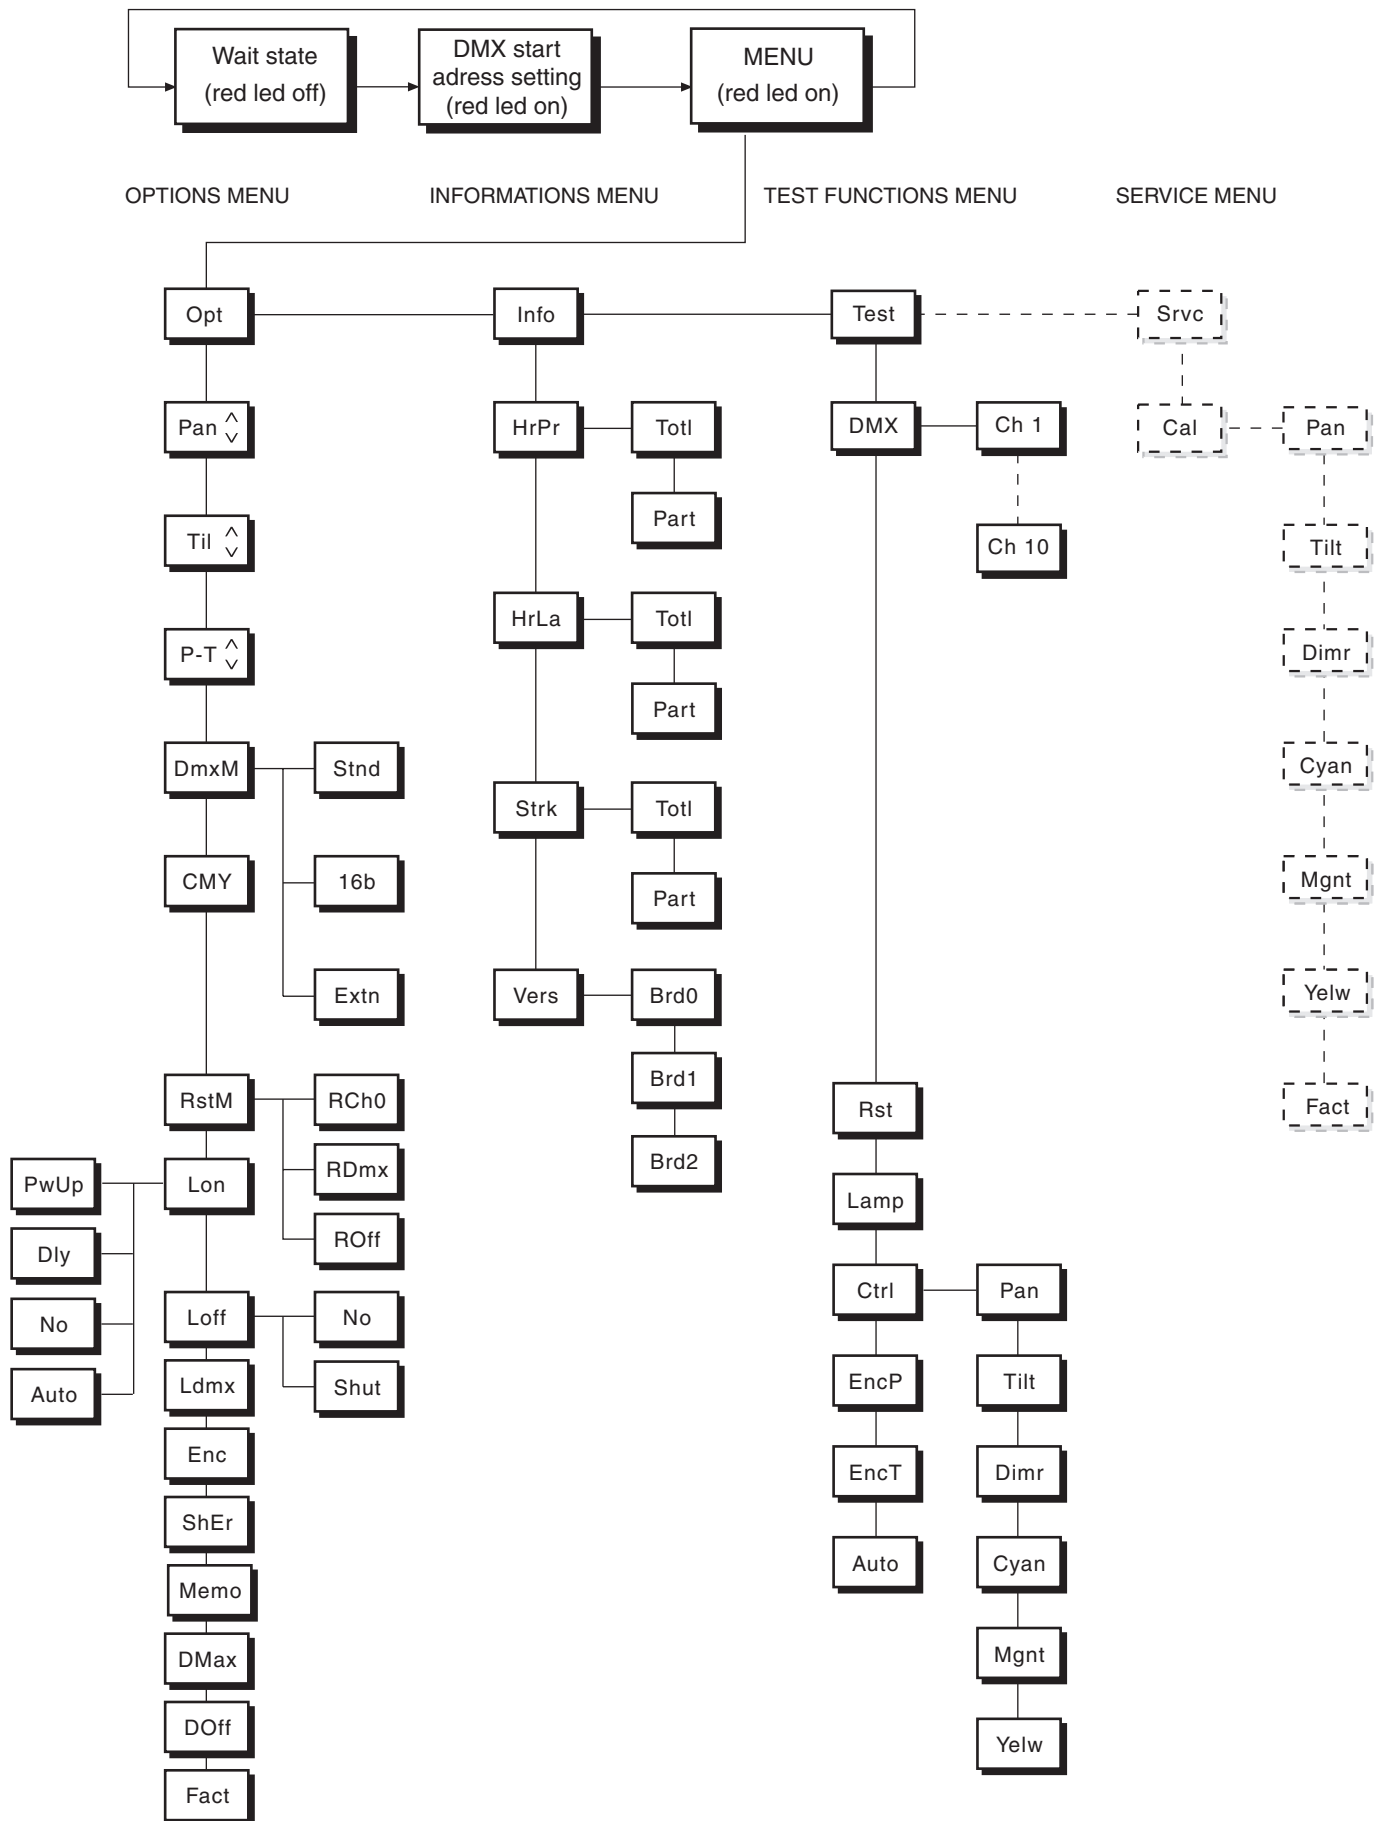 Wait state
(red led off)
DMX start
adress setting
(red led on)
MENU
(red led on)
OPTIONS MENU
INFORMATIONS MENU
TEST FUNCTIONS MENU
SERVICE MENU
Opt
Info
Test
Srvc
Pan
HrPr
Totl
DMX
Ch 1
Cal
Pan
Part
Til
Ch 10
Tilt
HrLa
Totl
P-T
Dimr
Part
DmxM
Stnd
Cyan
Strk
Totl
CMY
16b
Mgnt
Part
Extn
Vers
Brd0
Yelw
Brd1
RstM
RCh0
Rst
Fact
Brd2
RDmx
PwUp
Lon
Lamp
ROff
Dly
Ctrl
Pan
Loff
No
No
EncP
Tilt
Ldmx
Shut
Auto
Enc
EncT
Dimr
ShEr
Auto
Cyan
Memo
DMax
Mgnt
DOff
Yelw
Fact